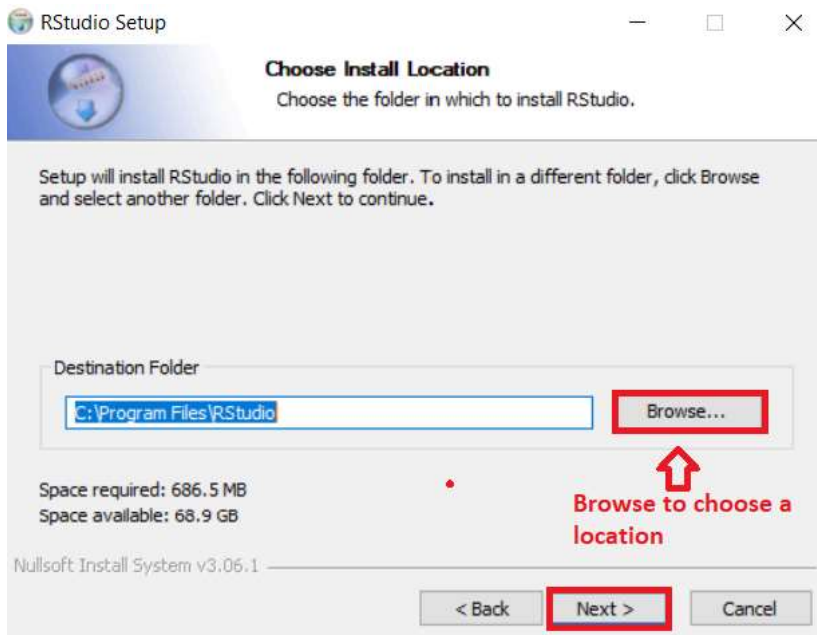 RStudio Setup
Choose Install Location
Choose the folder in which to install RStudio.
Setup will install RStudio in the following folder. To install in a different folder, click Browse
and select another folder. Click Next to continue.
Destination Folder
C:\Program Files\RStudio
Browse...
Space required: 686.5 MB
Space available: 68.9 GB
Browse to choose a
location
Nullsoft Install System v3.06.1
< Back
Next >
Cancel